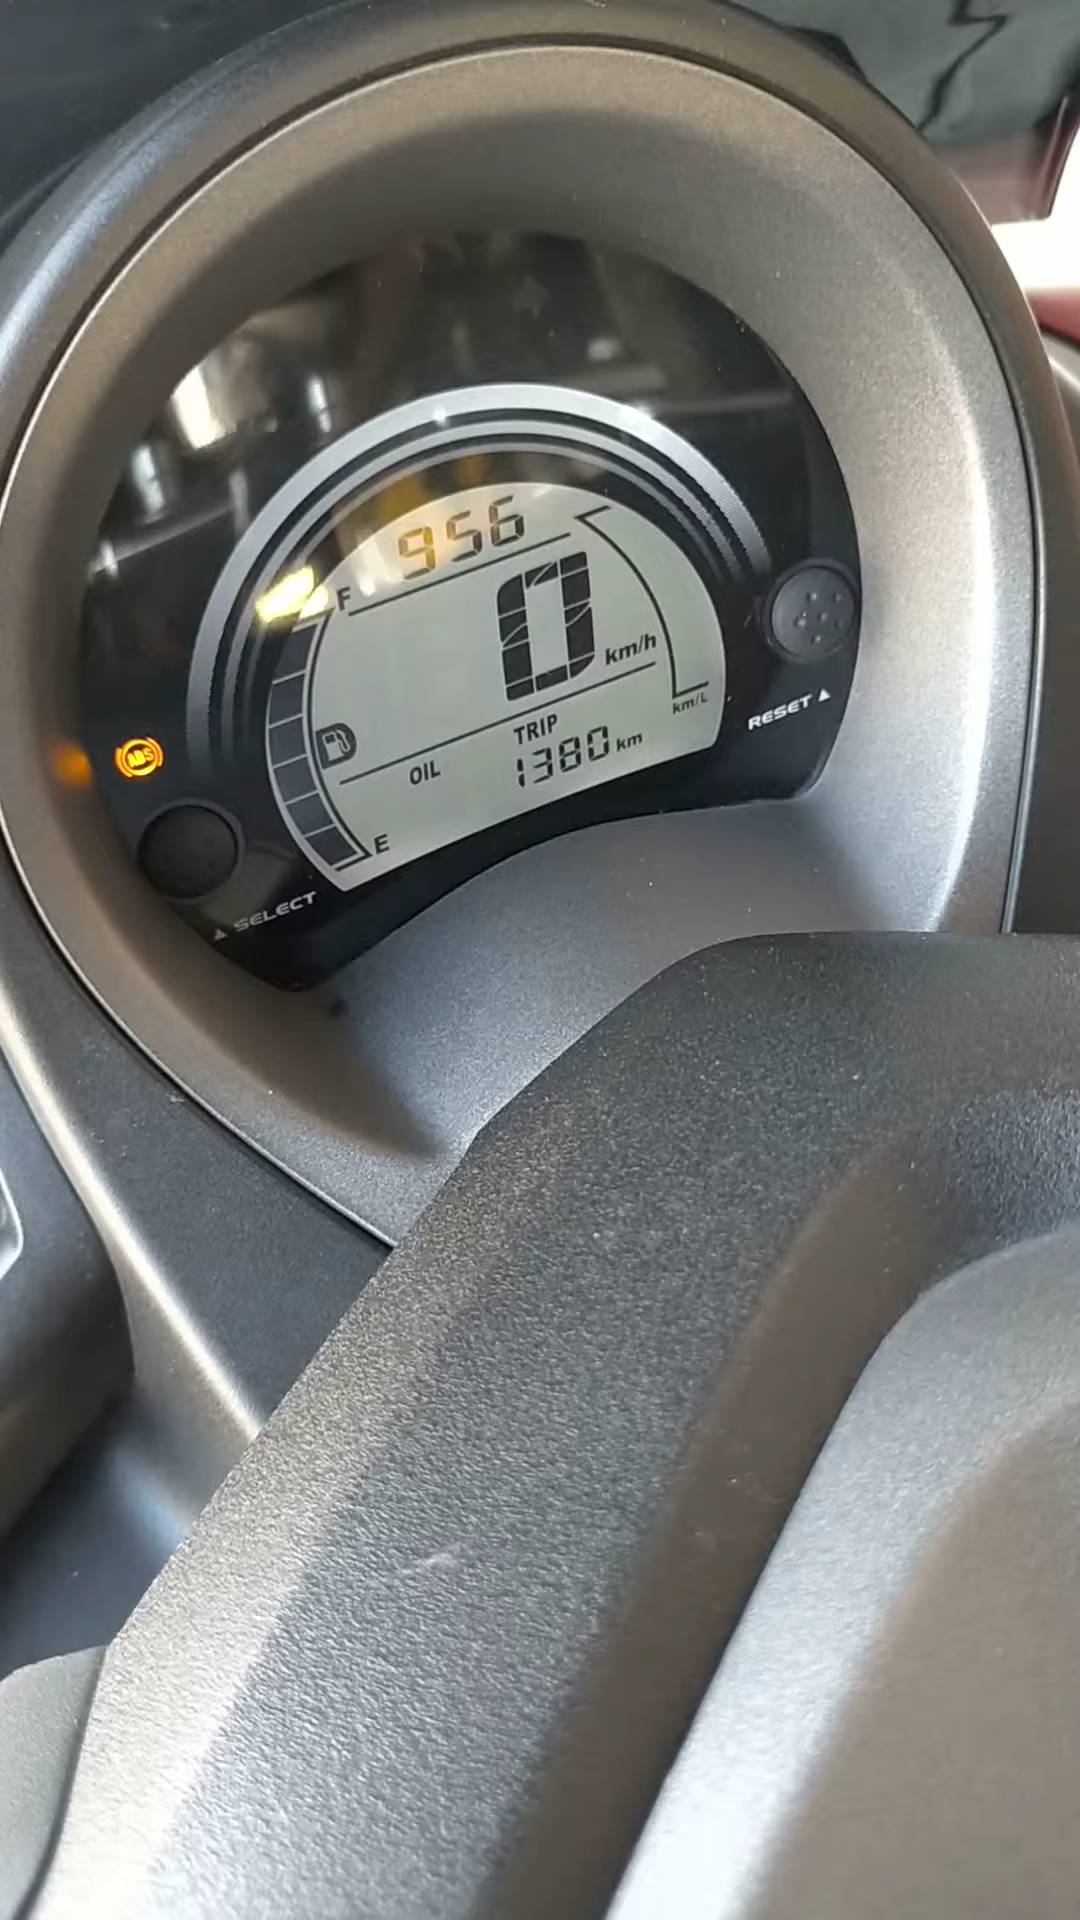 956
F
0 km/h
km/L
RESET ▲
TRIP
OIL 1380 km
ABS
E
▲ SELECT